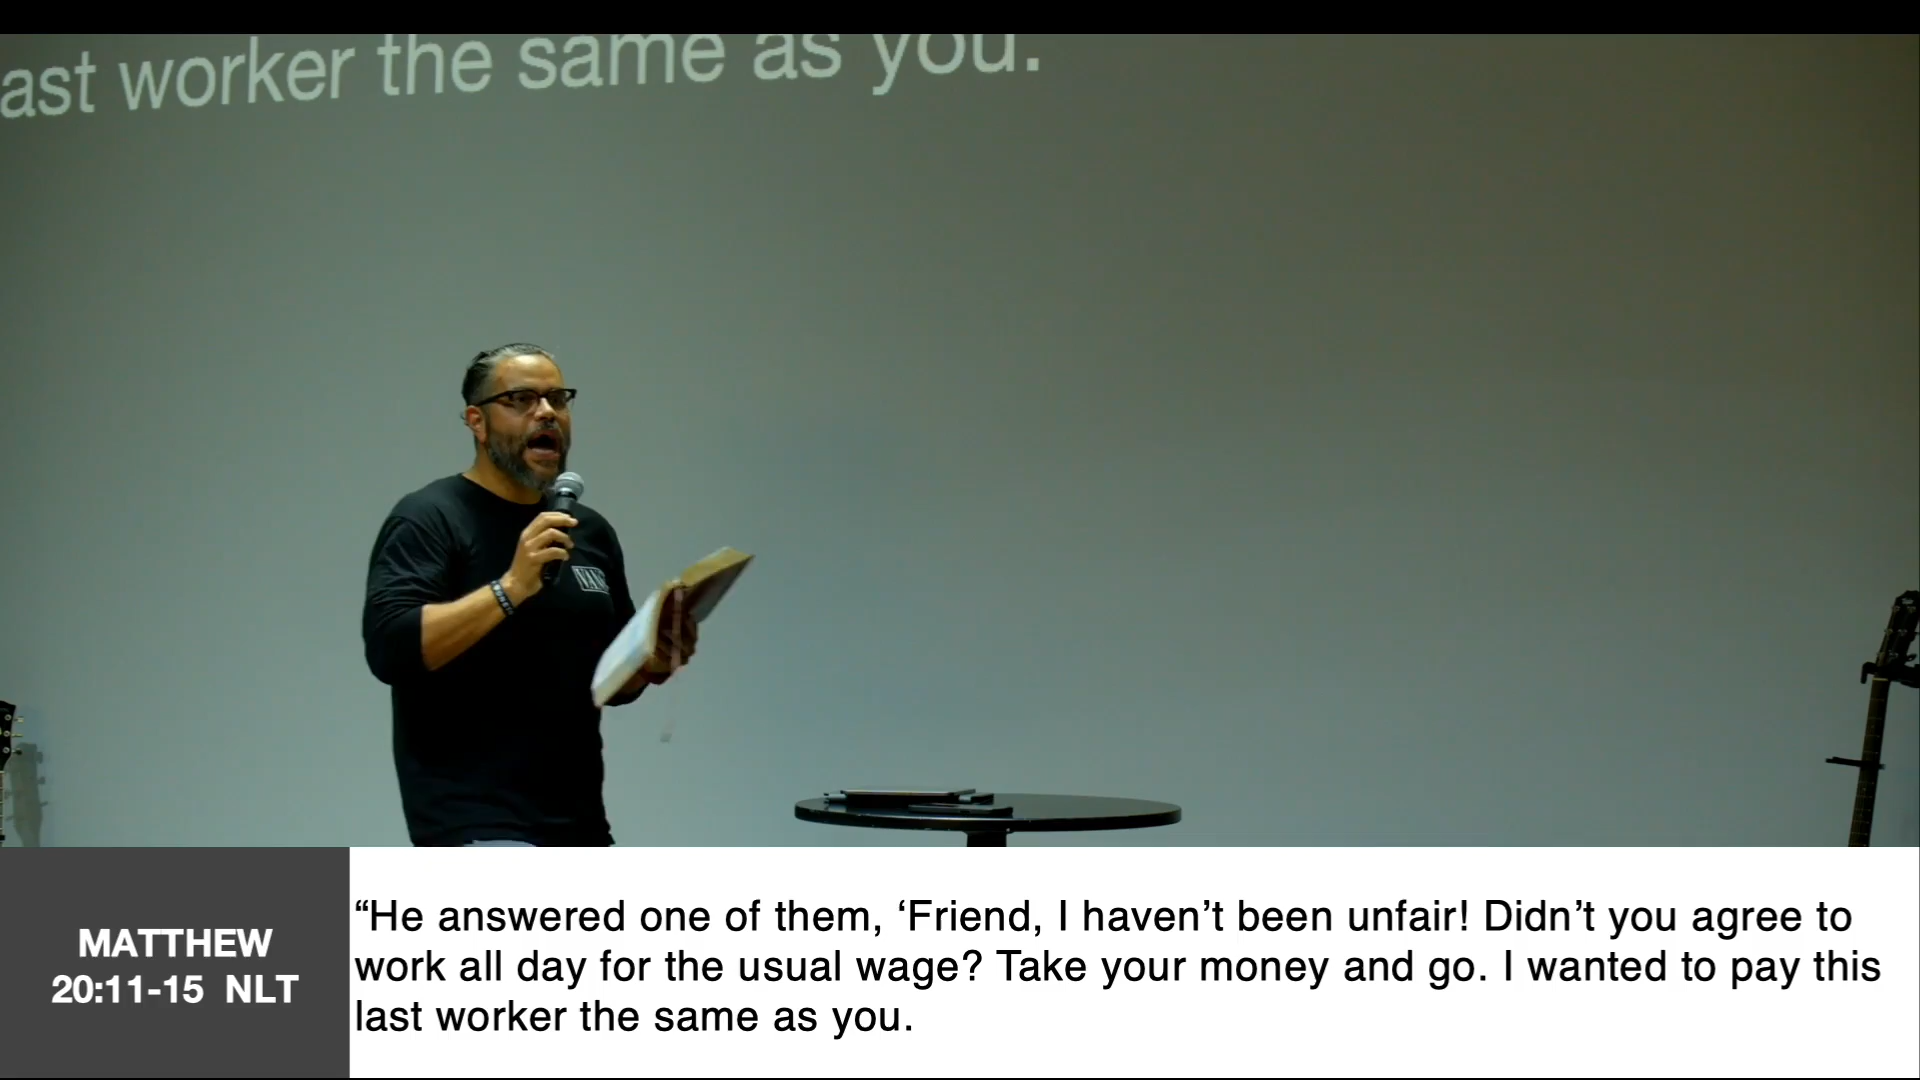 ast worker the same as you.
VANS
MATTHEW
20:11-15 NLT
“He answered one of them, ‘Friend, I haven’t been unfair! Didn’t you agree to
work all day for the usual wage? Take your money and go. I wanted to pay this
last worker the same as you.